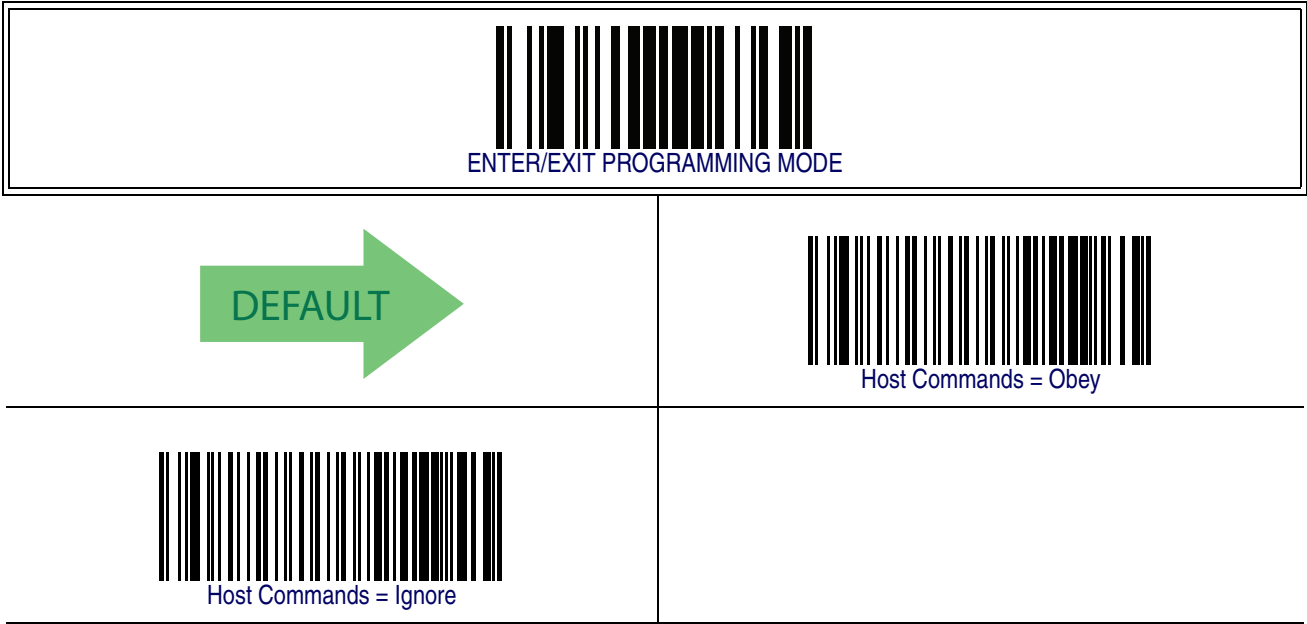 ENTER/EXIT PROGRAMMING MODE
DEFAULT
Host Commands = Obey
Host Commands = Ignore